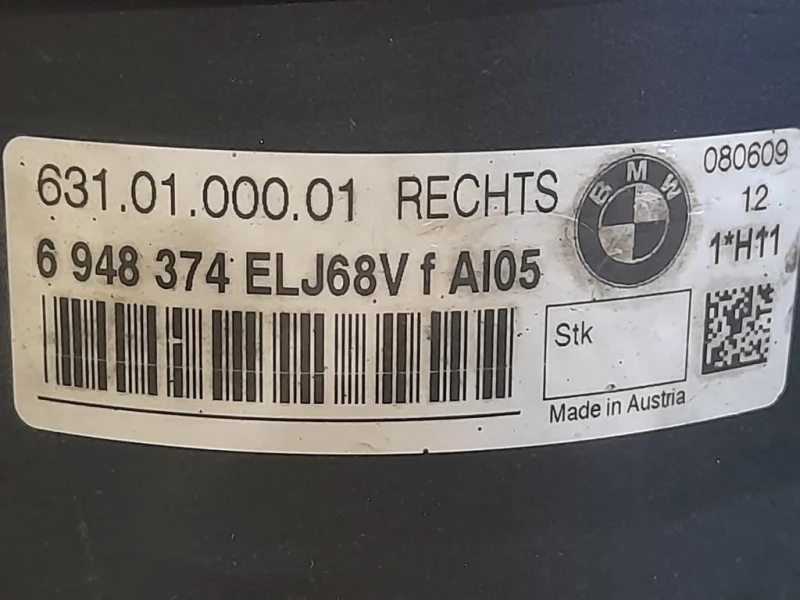 631.01.000.01 RECHTS
BMW
080609
12
6 948 374 ELJ68V f AI05
1*H11
Stk
Made in Austria